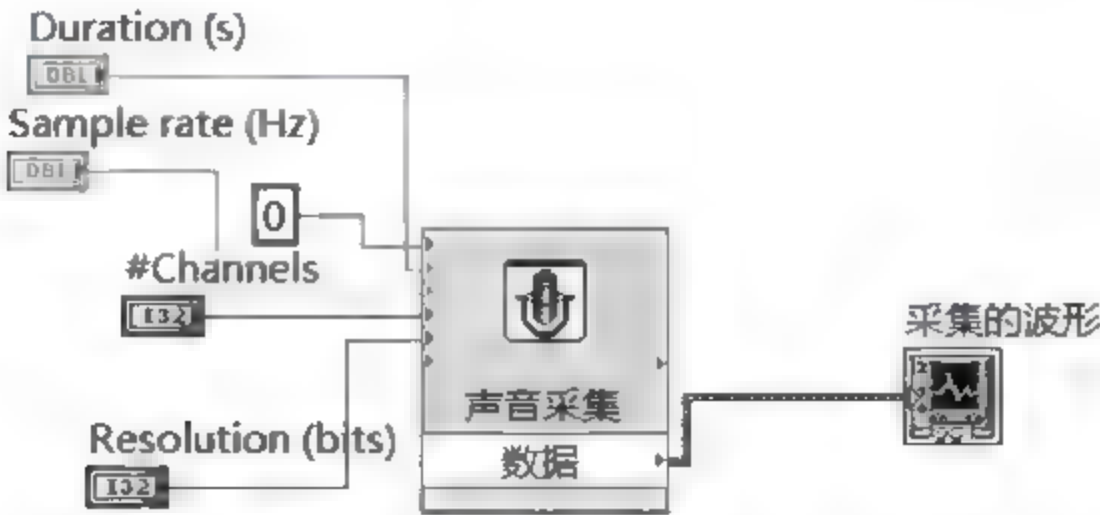 Duration (s)
DBL
Sample rate (Hz)
DBL
0
#Channels
I32
声音采集
采集的波形
Resolution (bits)
I32
数据